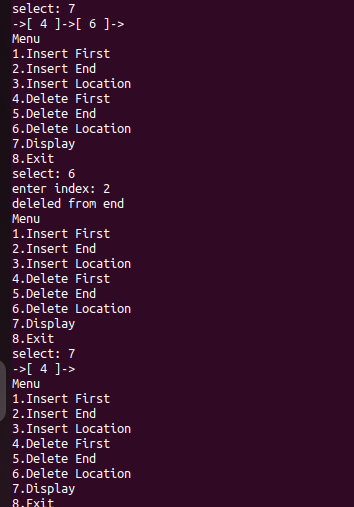 select: 7
->[ 4 ]->[ 6 ]->
Menu
1.Insert First
2.Insert End
3.Insert Location
4.Delete First
5.Delete End
6.Delete Location
7.Display
8.Exit
select: 6
enter index: 2
deleled from end
Menu
1.Insert First
2.Insert End
3.Insert Location
4.Delete First
5.Delete End
6.Delete Location
7.Display
8.Exit
select: 7
->[ 4 ]->
Menu
1.Insert First
2.Insert End
3.Insert Location
4.Delete First
5.Delete End
6.Delete Location
7.Display
8.Exit